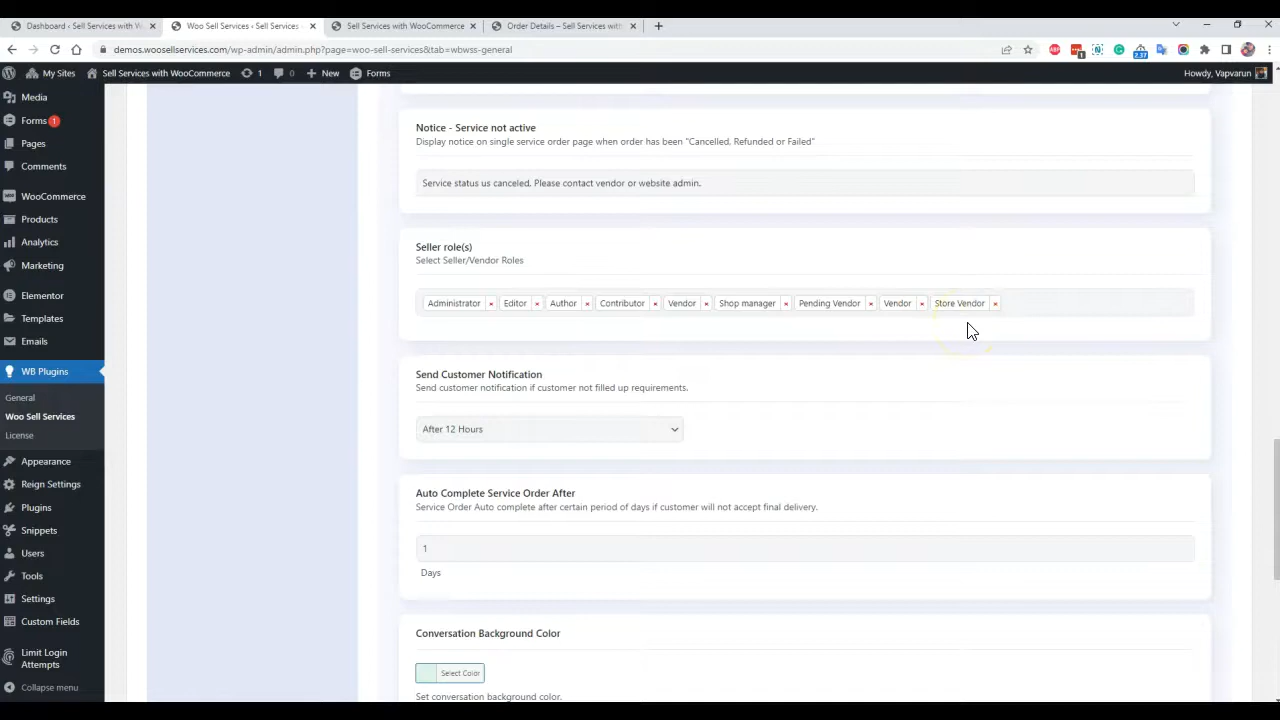 Dashboard ‹ Sell Services with W
Woo Sell Services ‹ Sell Services
Sell Services with WooCommerce
Order Details – Sell Services with
demos.woosellservices.com/wp-admin/admin.php?page=woo-sell-services&tab=wbwss-general
ABP
1
2.37
My Sites
Sell Services with WooCommerce
1
0
New
Forms
Howdy, Vapvarun
Media
Forms 1
Pages
Comments
WooCommerce
Products
Analytics
Marketing
Elementor
Templates
Emails
WB Plugins
General
Woo Sell Services
License
Appearance
Reign Settings
Plugins
Snippets
Users
Tools
Settings
Custom Fields
Limit Login
Attempts
Collapse menu
Notice - Service not active
Display notice on single service order page when order has been "Cancelled, Refunded or Failed"
Service status us canceled. Please contact vendor or website admin.
Seller role(s)
Select Seller/Vendor Roles
Administrator × Editor × Author × Contributor × Vendor × Shop manager × Pending Vendor × Vendor × Store Vendor ×
Send Customer Notification
Send customer notification if customer not filled up requirements.
After 12 Hours
Auto Complete Service Order After
Service Order Auto complete after certain period of days if customer will not accept final delivery.
1
Days
Conversation Background Color
Select Color
Set conversation background color.